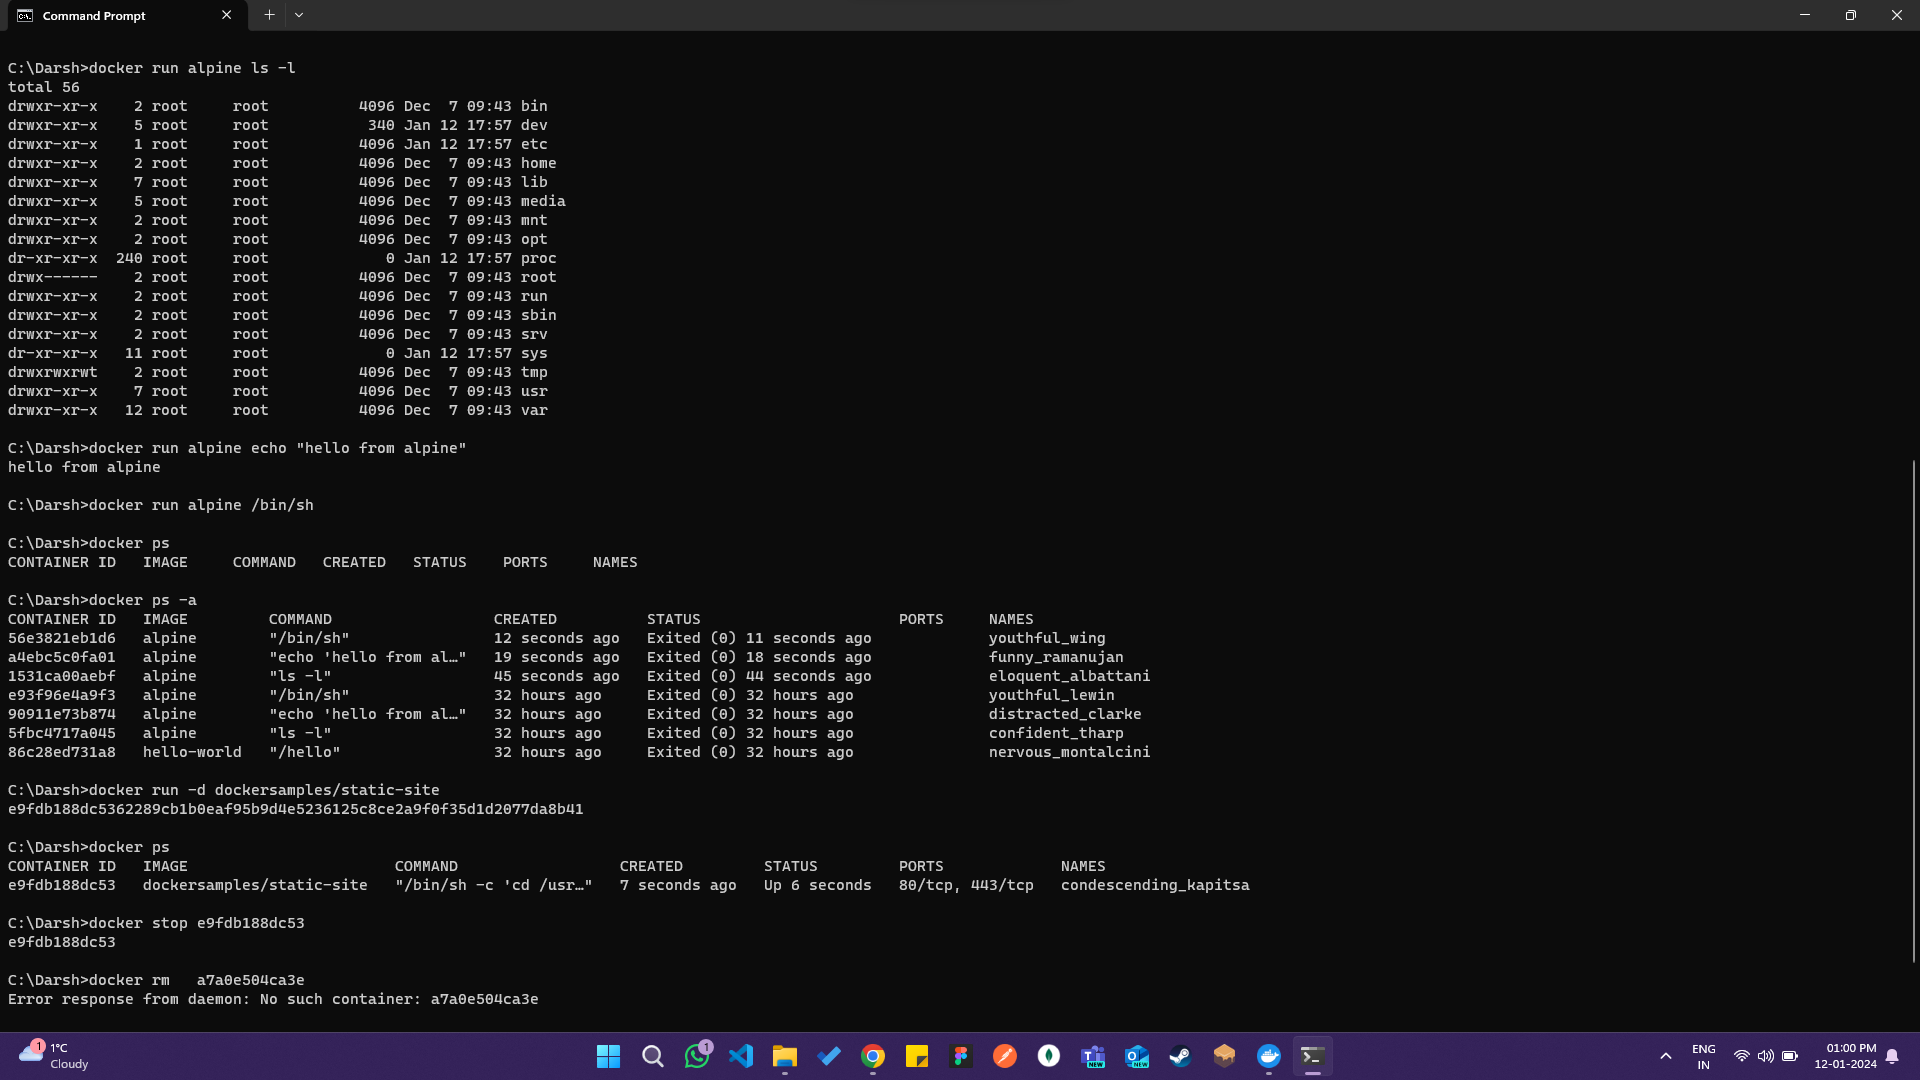 Command Prompt
C:\Darsh>docker run alpine ls -l
total 56
drwxr-xr-x    2 root     root          4096 Dec  7 09:43 bin
drwxr-xr-x    5 root     root           340 Jan 12 17:57 dev
drwxr-xr-x    1 root     root          4096 Jan 12 17:57 etc
drwxr-xr-x    2 root     root          4096 Dec  7 09:43 home
drwxr-xr-x    7 root     root          4096 Dec  7 09:43 lib
drwxr-xr-x    5 root     root          4096 Dec  7 09:43 media
drwxr-xr-x    2 root     root          4096 Dec  7 09:43 mnt
drwxr-xr-x    2 root     root          4096 Dec  7 09:43 opt
dr-xr-xr-x  240 root     root             0 Jan 12 17:57 proc
drwx------    2 root     root          4096 Dec  7 09:43 root
drwxr-xr-x    2 root     root          4096 Dec  7 09:43 run
drwxr-xr-x    2 root     root          4096 Dec  7 09:43 sbin
drwxr-xr-x    2 root     root          4096 Dec  7 09:43 srv
dr-xr-xr-x   11 root     root             0 Jan 12 17:57 sys
drwxrwxrwt    2 root     root          4096 Dec  7 09:43 tmp
drwxr-xr-x    7 root     root          4096 Dec  7 09:43 usr
drwxr-xr-x   12 root     root          4096 Dec  7 09:43 var
C:\Darsh>docker run alpine echo "hello from alpine"
hello from alpine
C:\Darsh>docker run alpine /bin/sh
C:\Darsh>docker ps
CONTAINER ID   IMAGE     COMMAND   CREATED   STATUS    PORTS     NAMES
C:\Darsh>docker ps -a
CONTAINER ID   IMAGE         COMMAND                  CREATED          STATUS                      PORTS     NAMES
56e3821eb1d6   alpine        "/bin/sh"                12 seconds ago   Exited (0) 11 seconds ago             youthful_wing
a4ebc5c0fa01   alpine        "echo 'hello from al…"   19 seconds ago   Exited (0) 18 seconds ago             funny_ramanujan
1531ca00aebf   alpine        "ls -l"                  45 seconds ago   Exited (0) 44 seconds ago             eloquent_albattani
e93f96e4a9f3   alpine        "/bin/sh"                32 hours ago     Exited (0) 32 hours ago               youthful_lewin
90911e73b874   alpine        "echo 'hello from al…"   32 hours ago     Exited (0) 32 hours ago               distracted_clarke
5fbc4717a045   alpine        "ls -l"                  32 hours ago     Exited (0) 32 hours ago               confident_tharp
86c28ed731a8   hello-world   "/hello"                 32 hours ago     Exited (0) 32 hours ago               nervous_montalcini
C:\Darsh>docker run -d dockersamples/static-site
e9fdb188dc5362289cb1b0eaf95b9d4e5236125c8ce2a9f0f35d1d2077da8b41
C:\Darsh>docker ps
CONTAINER ID   IMAGE                       COMMAND                  CREATED         STATUS         PORTS             NAMES
e9fdb188dc53   dockersamples/static-site   "/bin/sh -c 'cd /usr…"   7 seconds ago   Up 6 seconds   80/tcp, 443/tcp   condescending_kapitsa
C:\Darsh>docker stop e9fdb188dc53
e9fdb188dc53
C:\Darsh>docker rm   a7a0e504ca3e
Error response from daemon: No such container: a7a0e504ca3e
1
1°C
Cloudy
1
NEW
NEW
ENG
IN
01:00 PM
12-01-2024